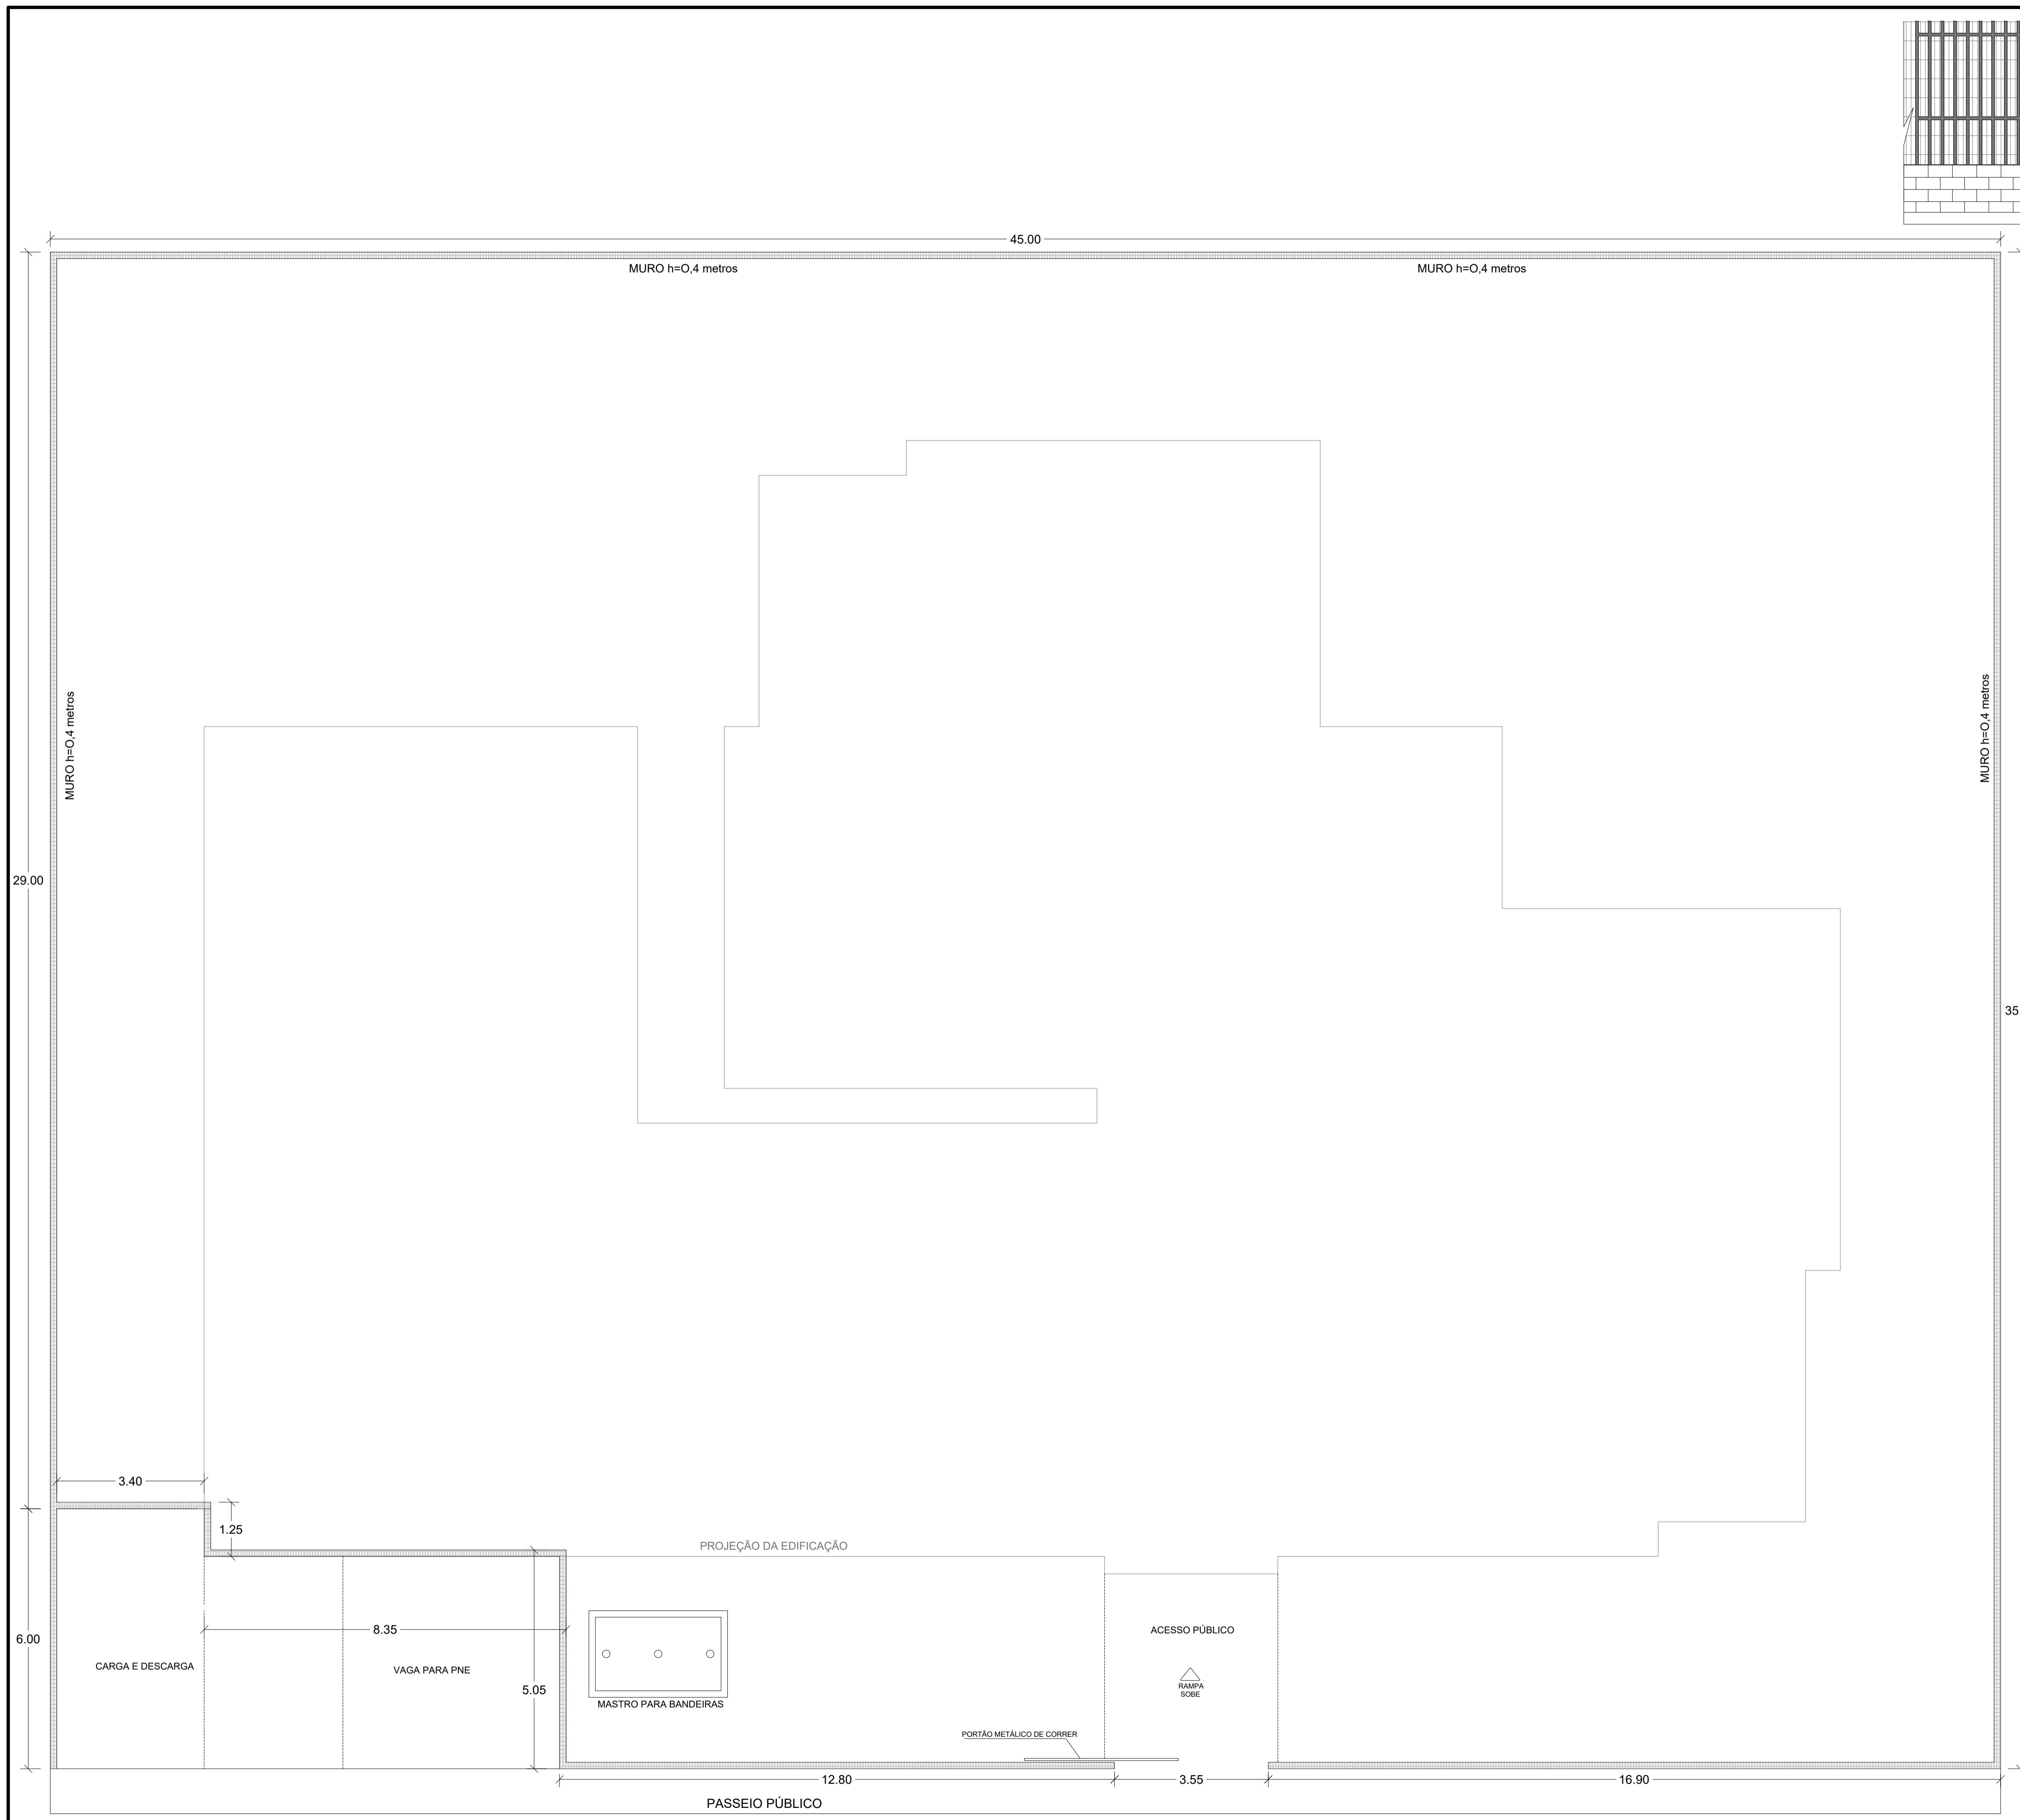 45.00
MURO h=O,4 metros
MURO h=O,4 metros
MURO h=O,4 metros
MURO h=O,4 metros
29.00
35.
3.40
1.25
PROJEÇÃO DA EDIFICAÇÃO
8.35
ACESSO PÚBLICO
6.00
CARGA E DESCARGA
VAGA PARA PNE
RAMPA
SOBE
5.05
MASTRO PARA BANDEIRAS
PORTÃO METÁLICO DE CORRER
12.80
3.55
16.90
PASSEIO PÚBLICO